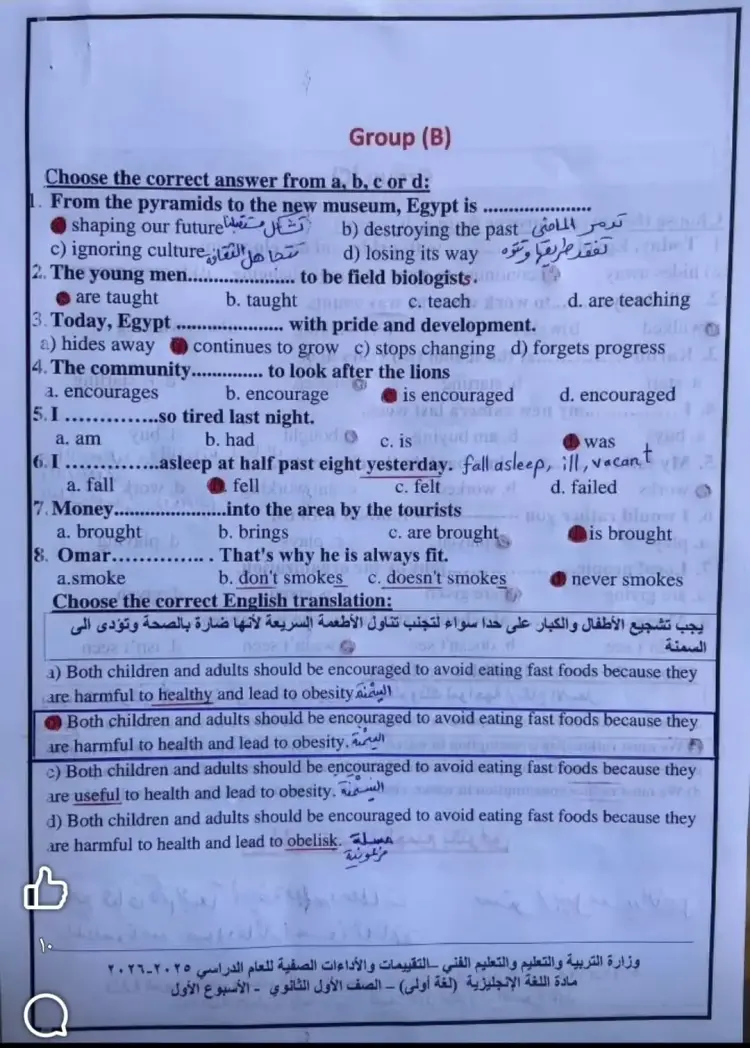 Group (B)
Choose the correct answer from a, b, c or d:
1. From the pyramids to the new museum, Egypt is .....................
shaping our future تشكل مستقبلنا b) destroying the past تدمر الماضى
c) ignoring culture تتجاهل الثقافة d) losing its way تفقد طريقها وتتوه
2. The young men..................... to be field biologists.
are taught b. taught c. teach d. are teaching
3. Today, Egypt ..................... with pride and development.
a) hides away continues to grow c) stops changing d) forgets progress
4. The community.............. to look after the lions
a. encourages b. encourage is encouraged d. encouraged
5. I ..............so tired last night.
a. am b. had c. is was
6. I ..............asleep at half past eight yesterday. fall asleep, ill, vacant
a. fall fell c. felt d. failed
7. Money......................into the area by the tourists
a. brought b. brings c. are brought is brought
8. Omar................ . That's why he is always fit.
a.smoke b. don't smokes c. doesn't smokes never smokes
Choose the correct English translation:
يجب تشجيع الأطفال والكبار على حدا سواء لتجنب تناول الأطعمة السريعة لأنها ضارة بالصحة وتؤدى الى
السمنة
a) Both children and adults should be encouraged to avoid eating fast foods because they
are harmful to healthy and lead to obesity السمنة
Both children and adults should be encouraged to avoid eating fast foods because they
are harmful to health and lead to obesity. السمنة
c) Both children and adults should be encouraged to avoid eating fast foods because they
are useful to health and lead to obesity. السمنة
d) Both children and adults should be encouraged to avoid eating fast foods because they
are harmful to health and lead to obelisk. مسلة
فرعونية
١٠
وزارة التربية والتعليم والتعليم الفني –التقييمات والأداءات الصفية للعام الدراسي ٢٠٢٥-٢٠٢٦
مادة اللغة الإنجليزية (لغة أولى) – الصف الأول الثانوي - الأسبوع الأول